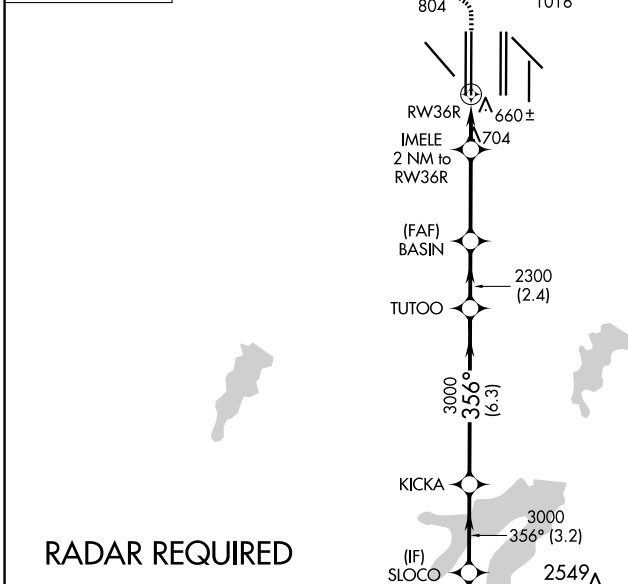 804
1016
RW36R
660±
704
IMELE
2 NM to
RW36R
(FAF)
BASIN
2300
(2.4)
TUTOO
3000
356°
(6.3)
KICKA
3000
356° (3.2)
RADAR REQUIRED
(IF)
SLOCO
2549